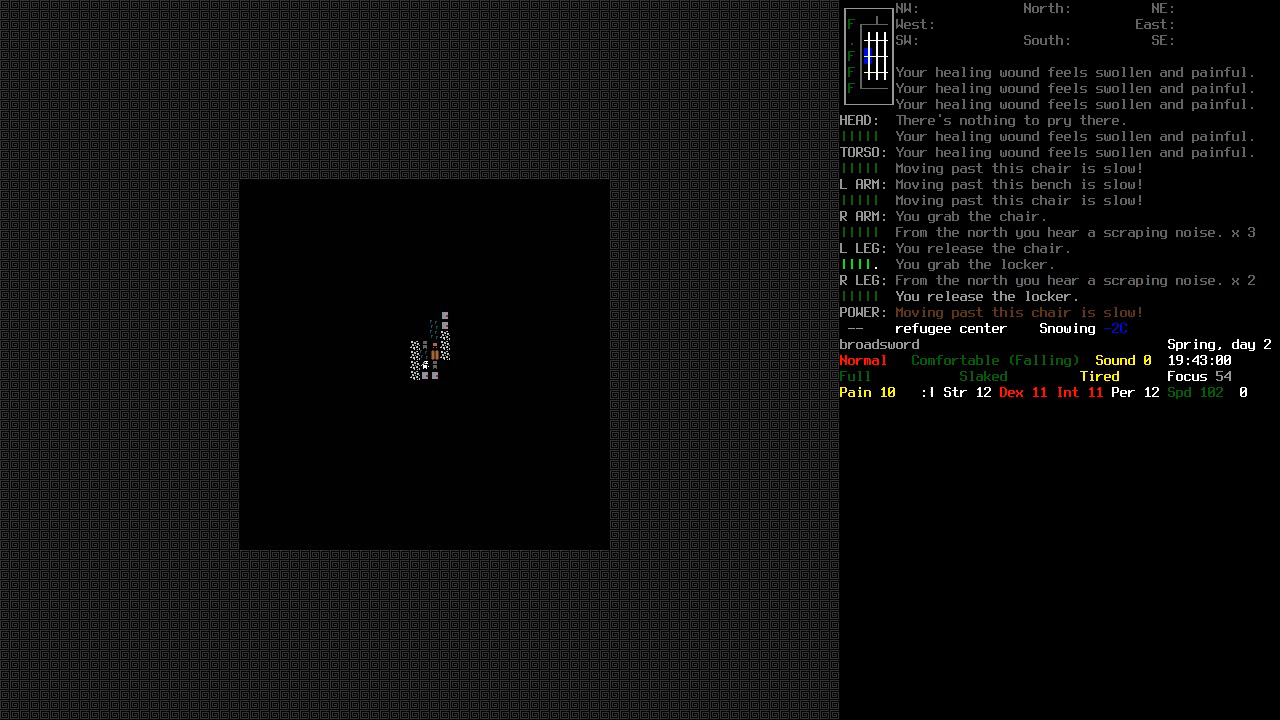 NW: North: NE:
F West: East:
. SW: South: SE:
F
F Your healing wound feels swollen and painful.
F Your healing wound feels swollen and painful.
Your healing wound feels swollen and painful.
HEAD: There's nothing to pry there.
||||| Your healing wound feels swollen and painful.
TORSO: Your healing wound feels swollen and painful.
||||| Moving past this chair is slow!
L ARM: Moving past this bench is slow!
||||| Moving past this chair is slow!
R ARM: You grab the chair.
||||| From the north you hear a scraping noise. x 3
L LEG: You release the chair.
||||. You grab the locker.
R LEG: From the north you hear a scraping noise. x 2
||||| You release the locker.
POWER: Moving past this chair is slow!
-- refugee center Snowing -2C
broadsword Spring, day 2
Normal Comfortable (Falling) Sound 0 19:43:00
Full Slaked Tired Focus 54
Pain 10 :| Str 12 Dex 11 Int 11 Per 12 Spd 102 0